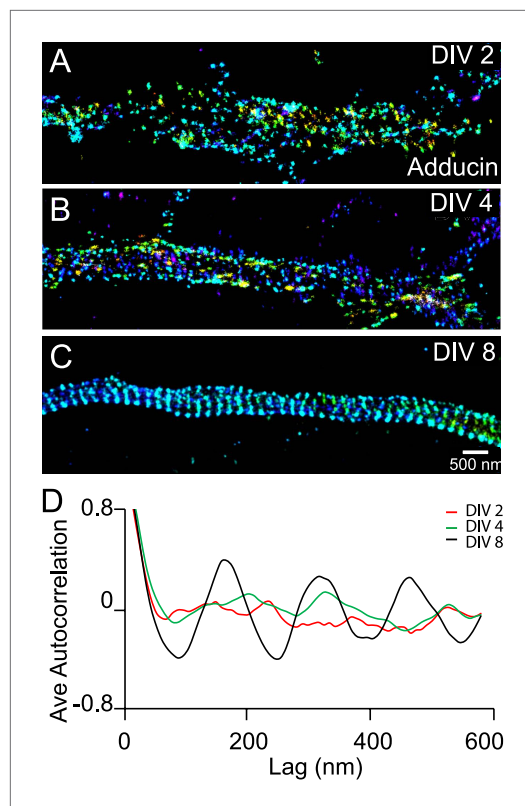 A
DIV 2
Adducin
B
DIV 4
C
DIV 8
500 nm
D
DIV 2
DIV 4
DIV 8
0.8
0
-0.8
Ave Autocorrelation
0
200
400
600
Lag (nm)